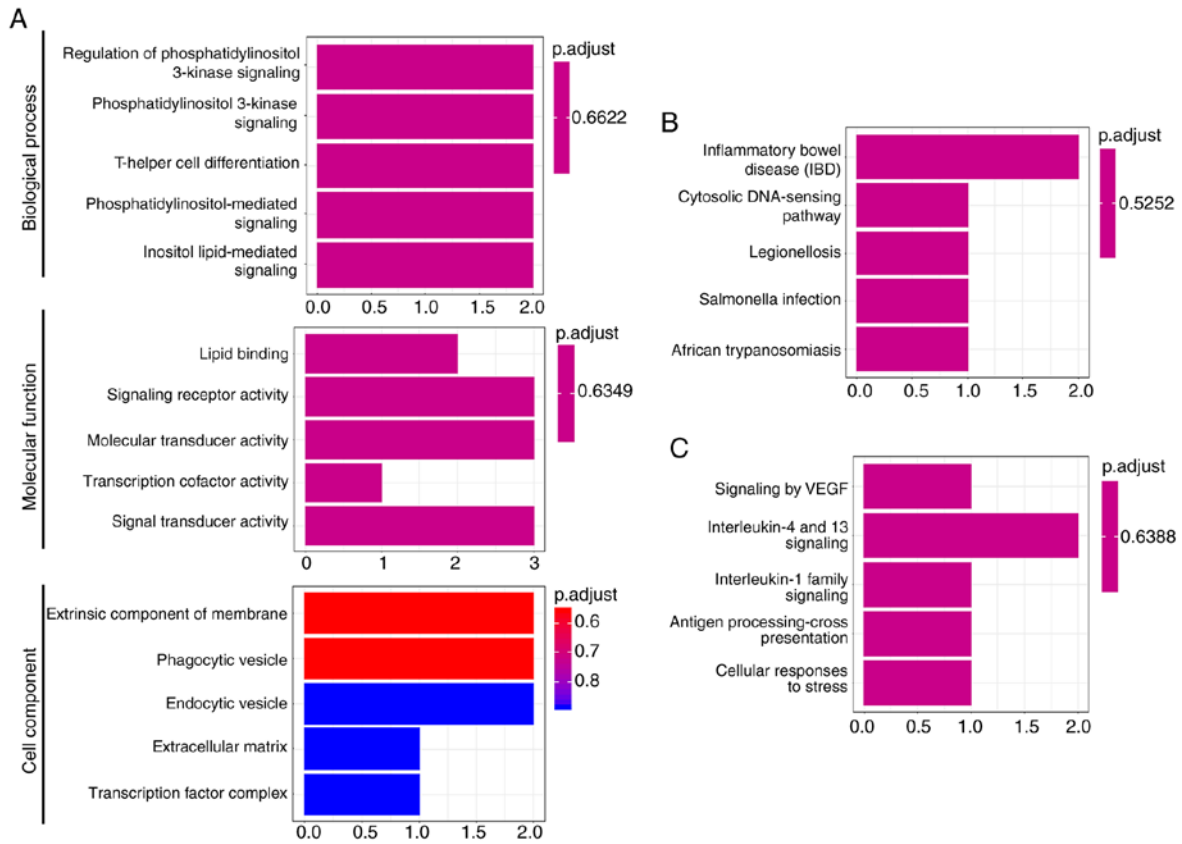 A
Biological process
Regulation of phosphatidylinositol
3-kinase signaling
Phosphatidylinositol 3-kinase
signaling
T-helper cell differentiation
Phosphatidylinositol-mediated
signaling
Inositol lipid-mediated
signaling
0.0 0.5 1.0 1.5 2.0
p.adjust
0.6622
Molecular function
Lipid binding
Signaling receptor activity
Molecular transducer activity
Transcription cofactor activity
Signal transducer activity
0 1 2 3
p.adjust
0.6349
Cell component
Extrinsic component of membrane
Phagocytic vesicle
Endocytic vesicle
Extracellular matrix
Transcription factor complex
0.0 0.5 1.0 1.5 2.0
p.adjust
0.6
0.7
0.8
B
Inflammatory bowel
disease (IBD)
Cytosolic DNA-sensing
pathway
Legionellosis
Salmonella infection
African trypanosomiasis
0.0 0.5 1.0 1.5 2.0
p.adjust
0.5252
C
Signaling by VEGF
Interleukin-4 and 13
signaling
Interleukin-1 family
signaling
Antigen processing-cross
presentation
Cellular responses
to stress
0.0 0.5 1.0 1.5 2.0
p.adjust
0.6388